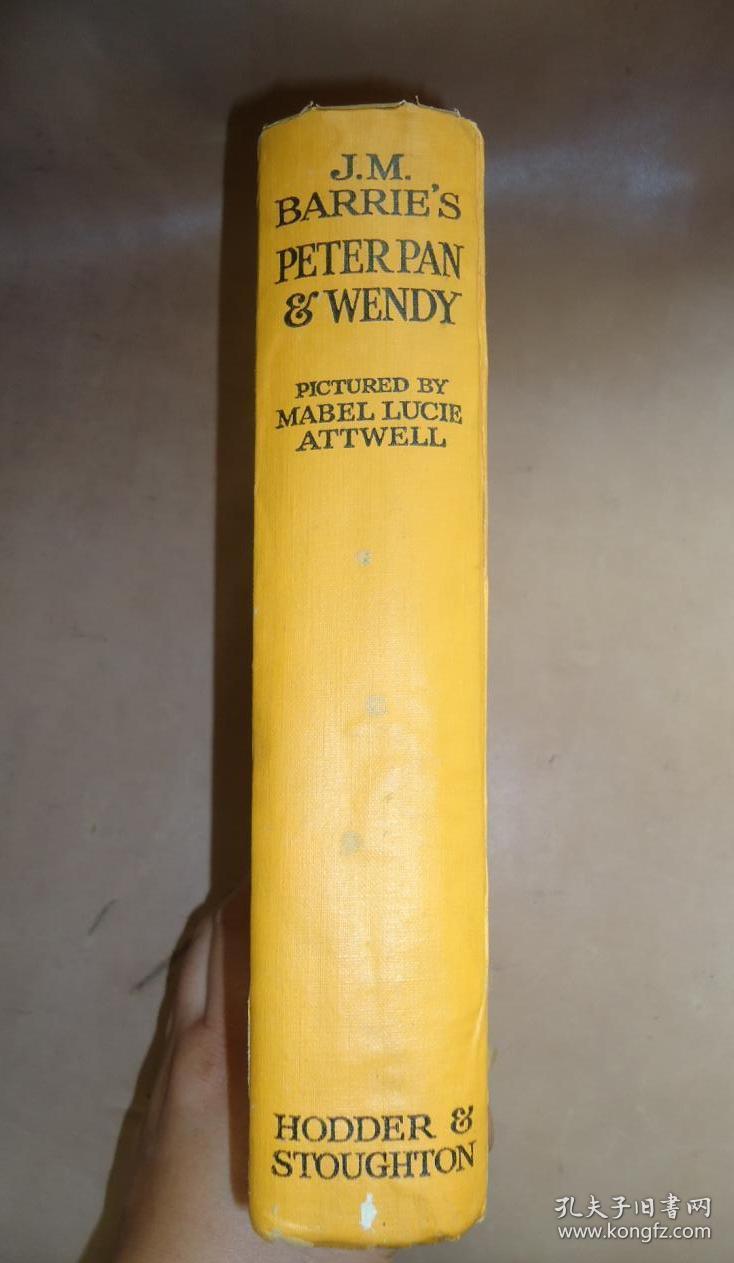 J.M.
BARRIE'S
PETER PAN
& WENDY
PICTURED BY
MABEL LUCIE
ATTWELL
HODDER &
STOUGHTON
孔夫子旧书网
www.kongfz.com